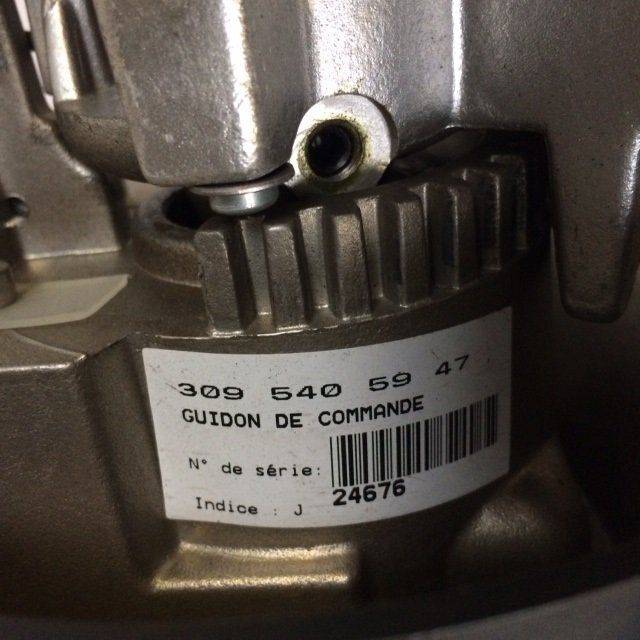 309 540 59 47
GUIDON DE COMMANDE
N° de série:
24676
Indice : J